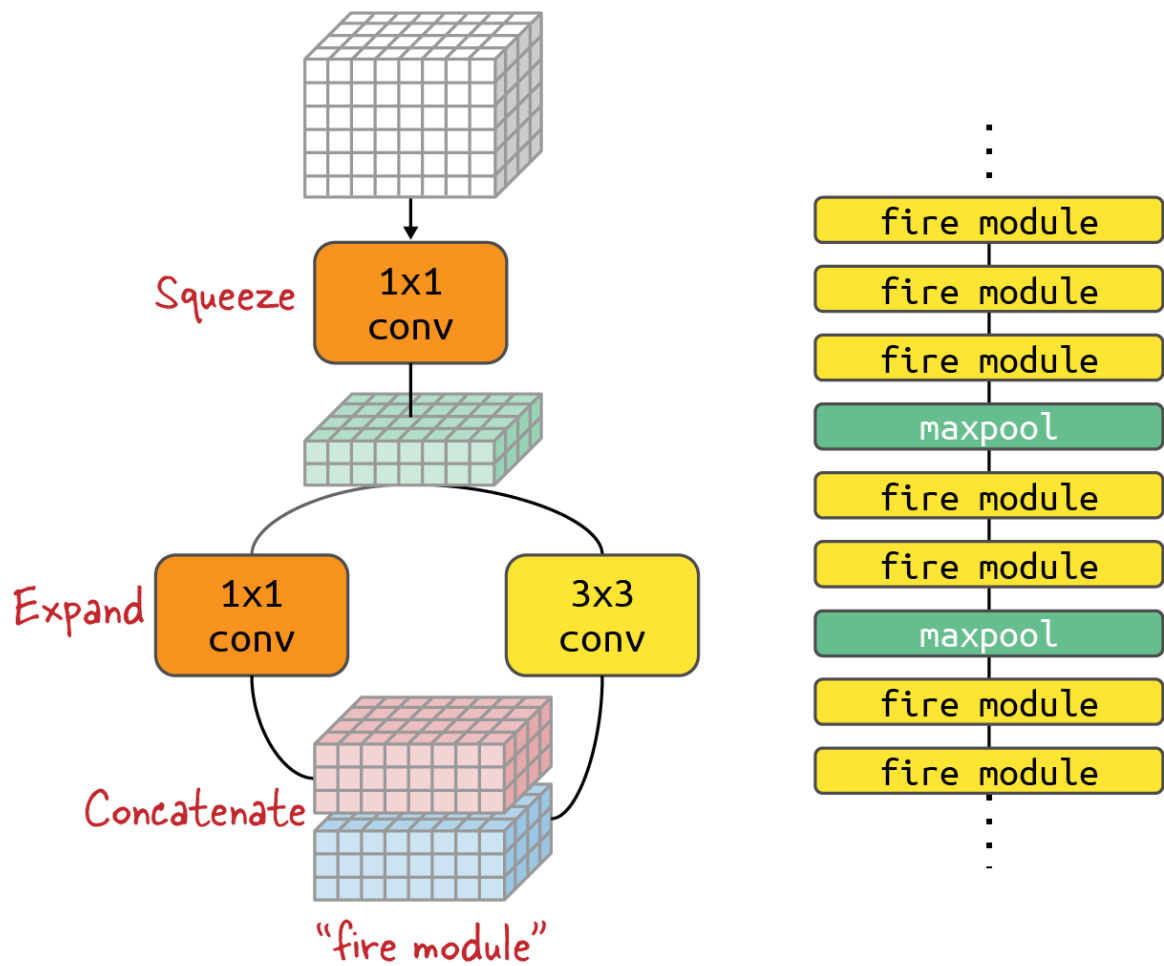 Squeeze
1x1
conv
Expand
1x1
conv
3x3
conv
Concatenate
“fire module”
fire module
fire module
fire module
maxpool
fire module
fire module
maxpool
fire module
fire module